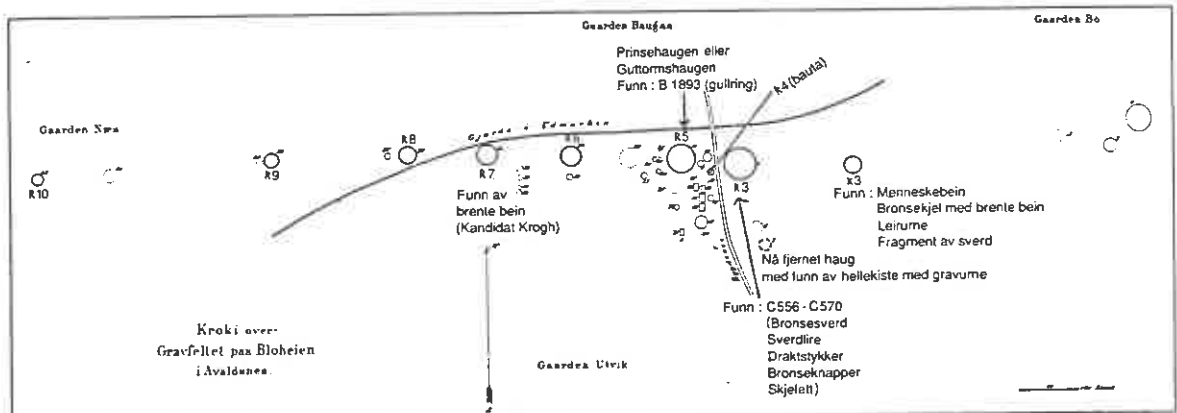 Gaarden Baugaa
Gaarden Bö
Prinsehaugen eller
Guttormshaugen
Funn : B 1893 (gullring)
R4 (bauta)
Gaarden Næs
R8
R5
R10
R9
R7
R3
X3
Funn av
brente bein
(Kandidat Krogh)
Funn : Menneskebein
Bronsekjel med brente bein
Leirurne
Fragment av sverd
Nå fjernet haug
med funn av hellekiste med gravurne
Funn : C556 - C570
(Bronsesverd
Sverdlire
Draktstykker
Bronseknapper
Skjelett)
Kroki over
Gravfeltet paa Bloheien
i Avaldsnes.
Gaarden Utvik